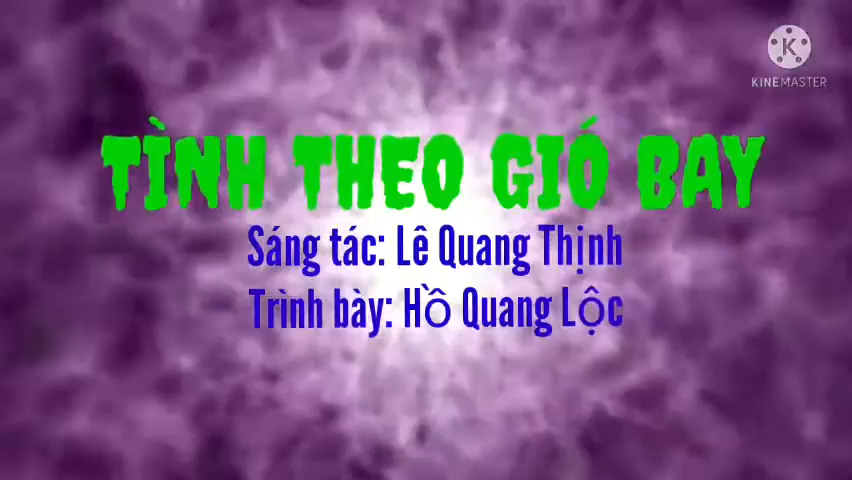 K
KINEMASTER
TÌNH THEO GIÓ BAY
Sáng tác: Lê Quang Thịnh
Trình bày: Hồ Quang Lộc